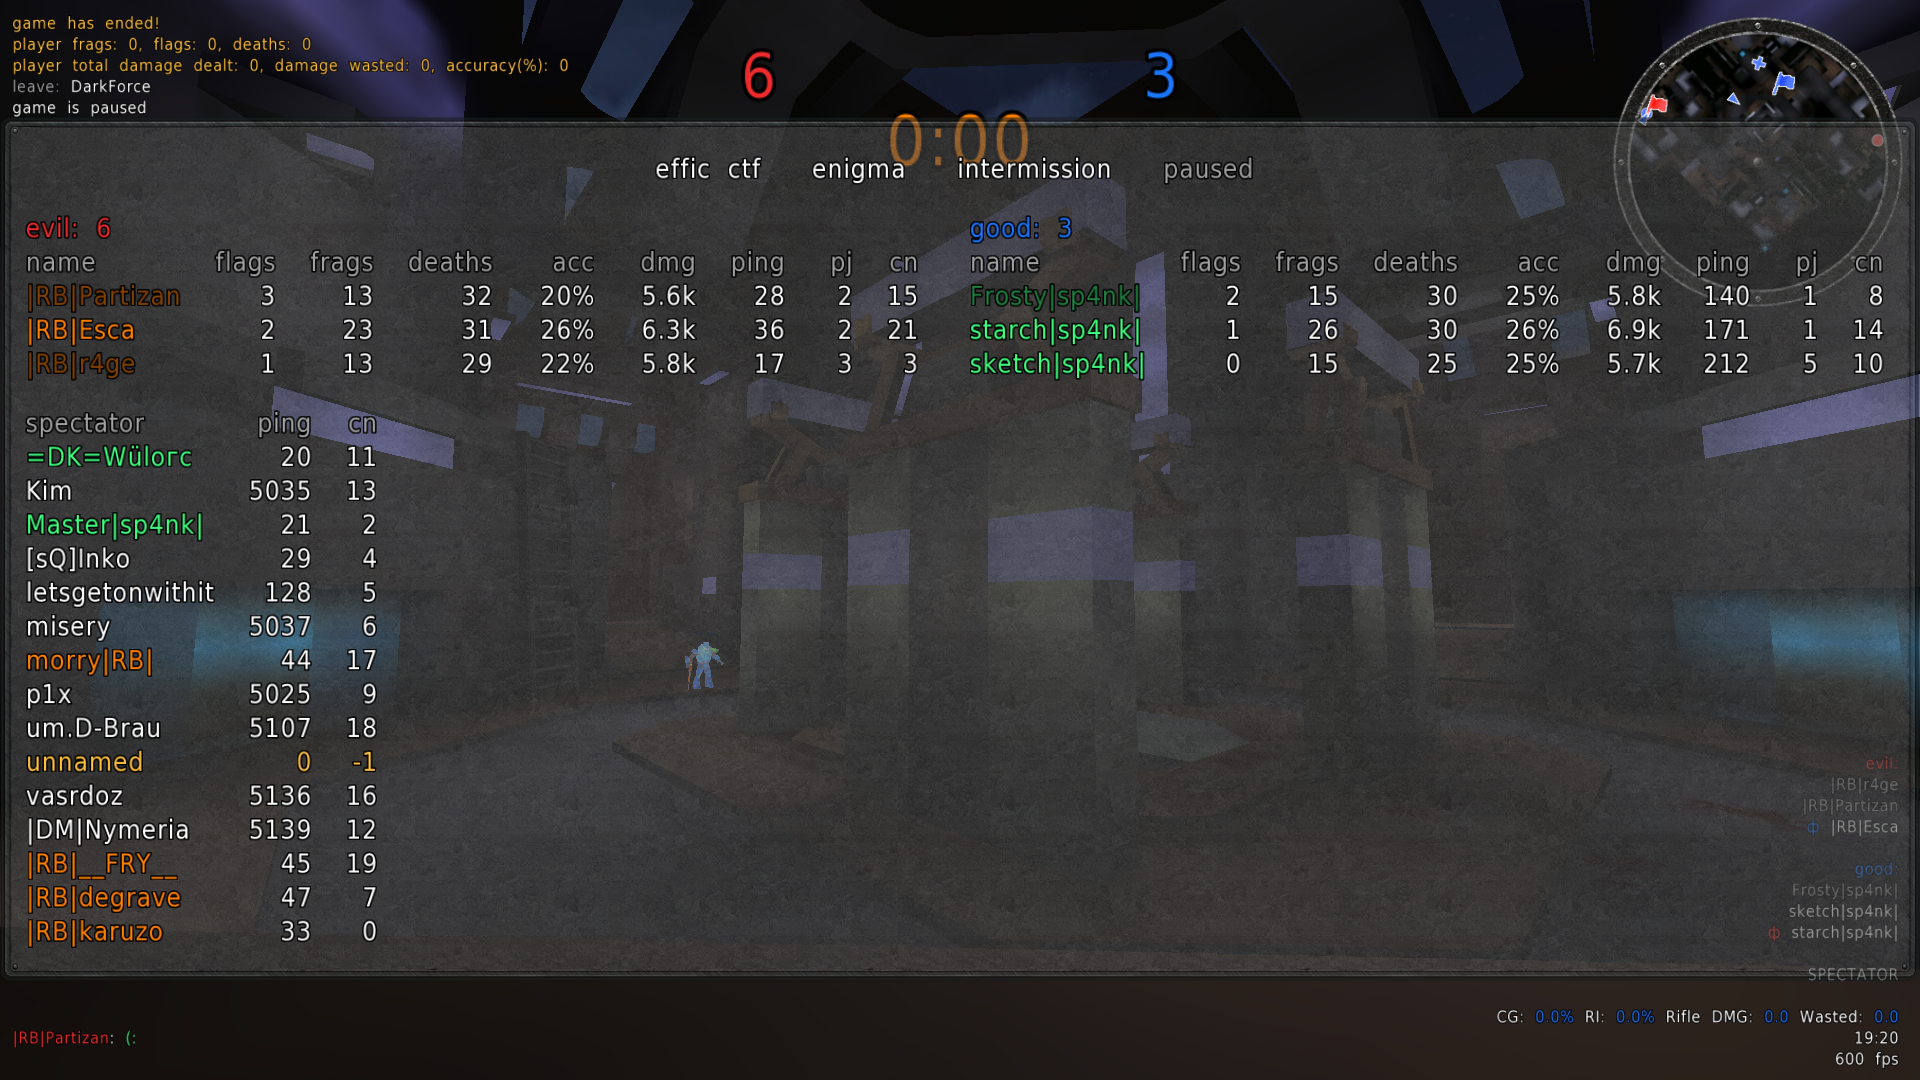 game has ended!
player frags: 0, flags: 0, deaths: 0
player total damage dealt: 0, damage wasted: 0, accuracy(%): 0
leave: DarkForce
game is paused
6 3
0:00
effic ctf enigma intermission paused
evil: 6
name flags frags deaths acc dmg ping pj cn
|RB|Partizan 3 13 32 20% 5.6k 28 2 15
|RB|Esca 2 23 31 26% 6.3k 36 2 21
|RB|r4ge 1 13 29 22% 5.8k 17 3 3
good: 3
name flags frags deaths acc dmg ping pj cn
Frosty|sp4nk| 2 15 30 25% 5.8k 140 1 8
starch|sp4nk| 1 26 30 26% 6.9k 171 1 14
sketch|sp4nk| 0 15 25 25% 5.7k 212 5 10
spectator ping cn
=DK=Wülorc 20 11
Kim 5035 13
Master|sp4nk| 21 2
[sQ]Inko 29 4
letsgetonwithit 128 5
misery 5037 6
morry|RB| 44 17
p1x 5025 9
um.D-Brau 5107 18
unnamed 0 -1
vasrdoz 5136 16
|DM|Nymeria 5139 12
|RB|__FRY__ 45 19
|RB|degrave 47 7
|RB|karuzo 33 0
evil:
|RB|r4ge
|RB|Partizan
|RB|Esca
good:
Frosty|sp4nk|
sketch|sp4nk|
starch|sp4nk|
SPECTATOR
CG: 0.0% RI: 0.0% Rifle DMG: 0.0 Wasted: 0.0
19:20
600 fps
|RB|Partizan: (: